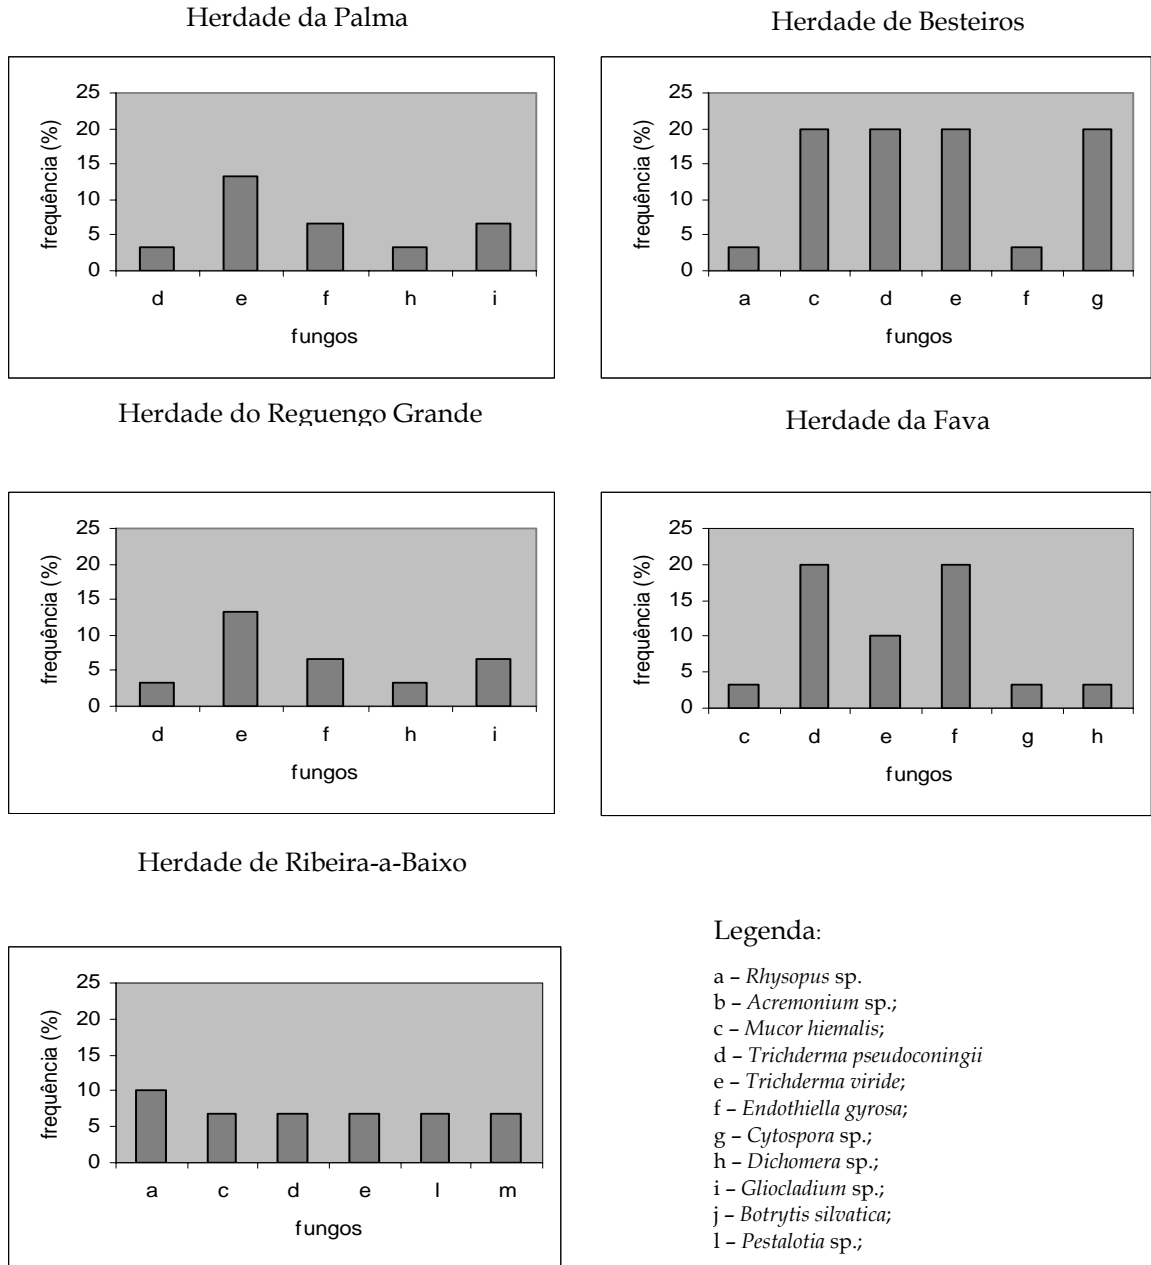 Herdade da Palma
25
20
15
10
5
0
frequência (%)
d e f h i
fungos
Herdade de Besteiros
25
20
15
10
5
0
frequência (%)
a c d e f g
fungos
Herdade do Reguengo Grande
25
20
15
10
5
0
frequência (%)
d e f h i
fungos
Herdade da Fava
25
20
15
10
5
0
frequência (%)
c d e f g h
fungos
Herdade de Ribeira-a-Baixo
25
20
15
10
5
0
frequência (%)
a c d e l m
fungos
Legenda:
a – Rhysopus sp.
b – Acremonium sp.;
c – Mucor hiemalis;
d – Trichderma pseudoconingii
e – Trichderma viride;
f – Endothiella gyrosa;
g – Cytospora sp.;
h – Dichomera sp.;
i – Gliocladium sp.;
j – Botrytis silvatica;
l – Pestalotia sp.;